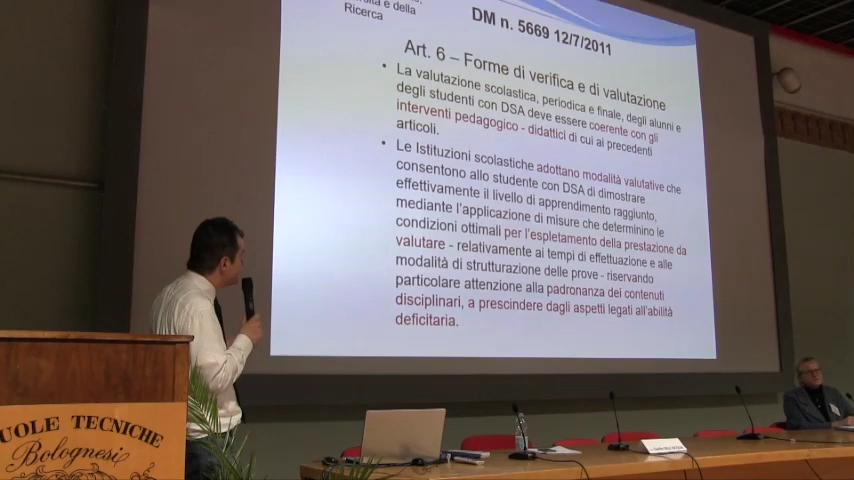 e della
Ricerca
DM n. 5669 12/7/2011
Art. 6 – Forme di verifica e di valutazione
• La valutazione scolastica, periodica e finale, degli alunni e
degli studenti con DSA deve essere coerente con gli
interventi pedagogico - didattici di cui ai precedenti
articoli.
• Le Istituzioni scolastiche adottano modalità valutative che
consentono allo studente con DSA di dimostrare
effettivamente il livello di apprendimento raggiunto,
mediante l'applicazione di misure che determinino le
condizioni ottimali per l'espletamento della prestazione da
valutare - relativamente ai tempi di effettuazione e alle
modalità di strutturazione delle prove - riservando
particolare attenzione alla padronanza dei contenuti
disciplinari, a prescindere dagli aspetti legati all'abilità
deficitaria.
UOLE TECNICHE
Bolognesi